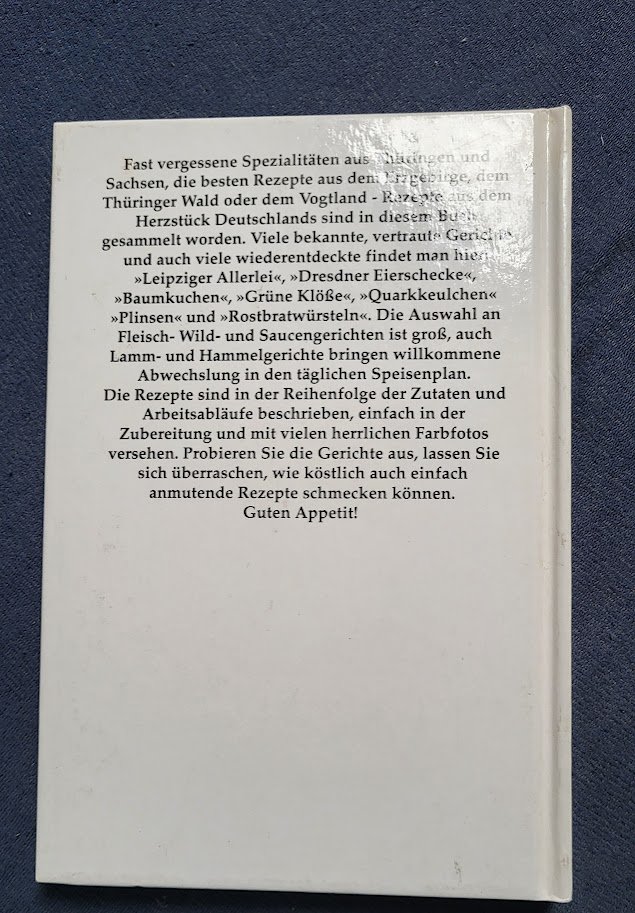 Fast vergessene Spezialitäten aus Thüringen und
Sachsen, die besten Rezepte aus dem Erzgebirge, dem
Thüringer Wald oder dem Vogtland - Rezepte aus dem
Herzstück Deutschlands sind in diesem Buch
gesammelt worden. Viele bekannte, vertraute Gerichte
und auch viele wiederentdeckte findet man hier:
»Leipziger Allerlei«, »Dresdner Eierschecke«,
»Baumkuchen«, »Grüne Klöße«, »Quarkkeulchen«
»Plinsen« und »Rostbratwürsteln«. Die Auswahl an
Fleisch- Wild- und Saucengerichten ist groß, auch
Lamm- und Hammelgerichte bringen willkommene
Abwechslung in den täglichen Speisenplan.
Die Rezepte sind in der Reihenfolge der Zutaten und
Arbeitsabläufe beschrieben, einfach in der
Zubereitung und mit vielen herrlichen Farbfotos
versehen. Probieren Sie die Gerichte aus, lassen Sie
sich überraschen, wie köstlich auch einfach
anmutende Rezepte schmecken können.
Guten Appetit!